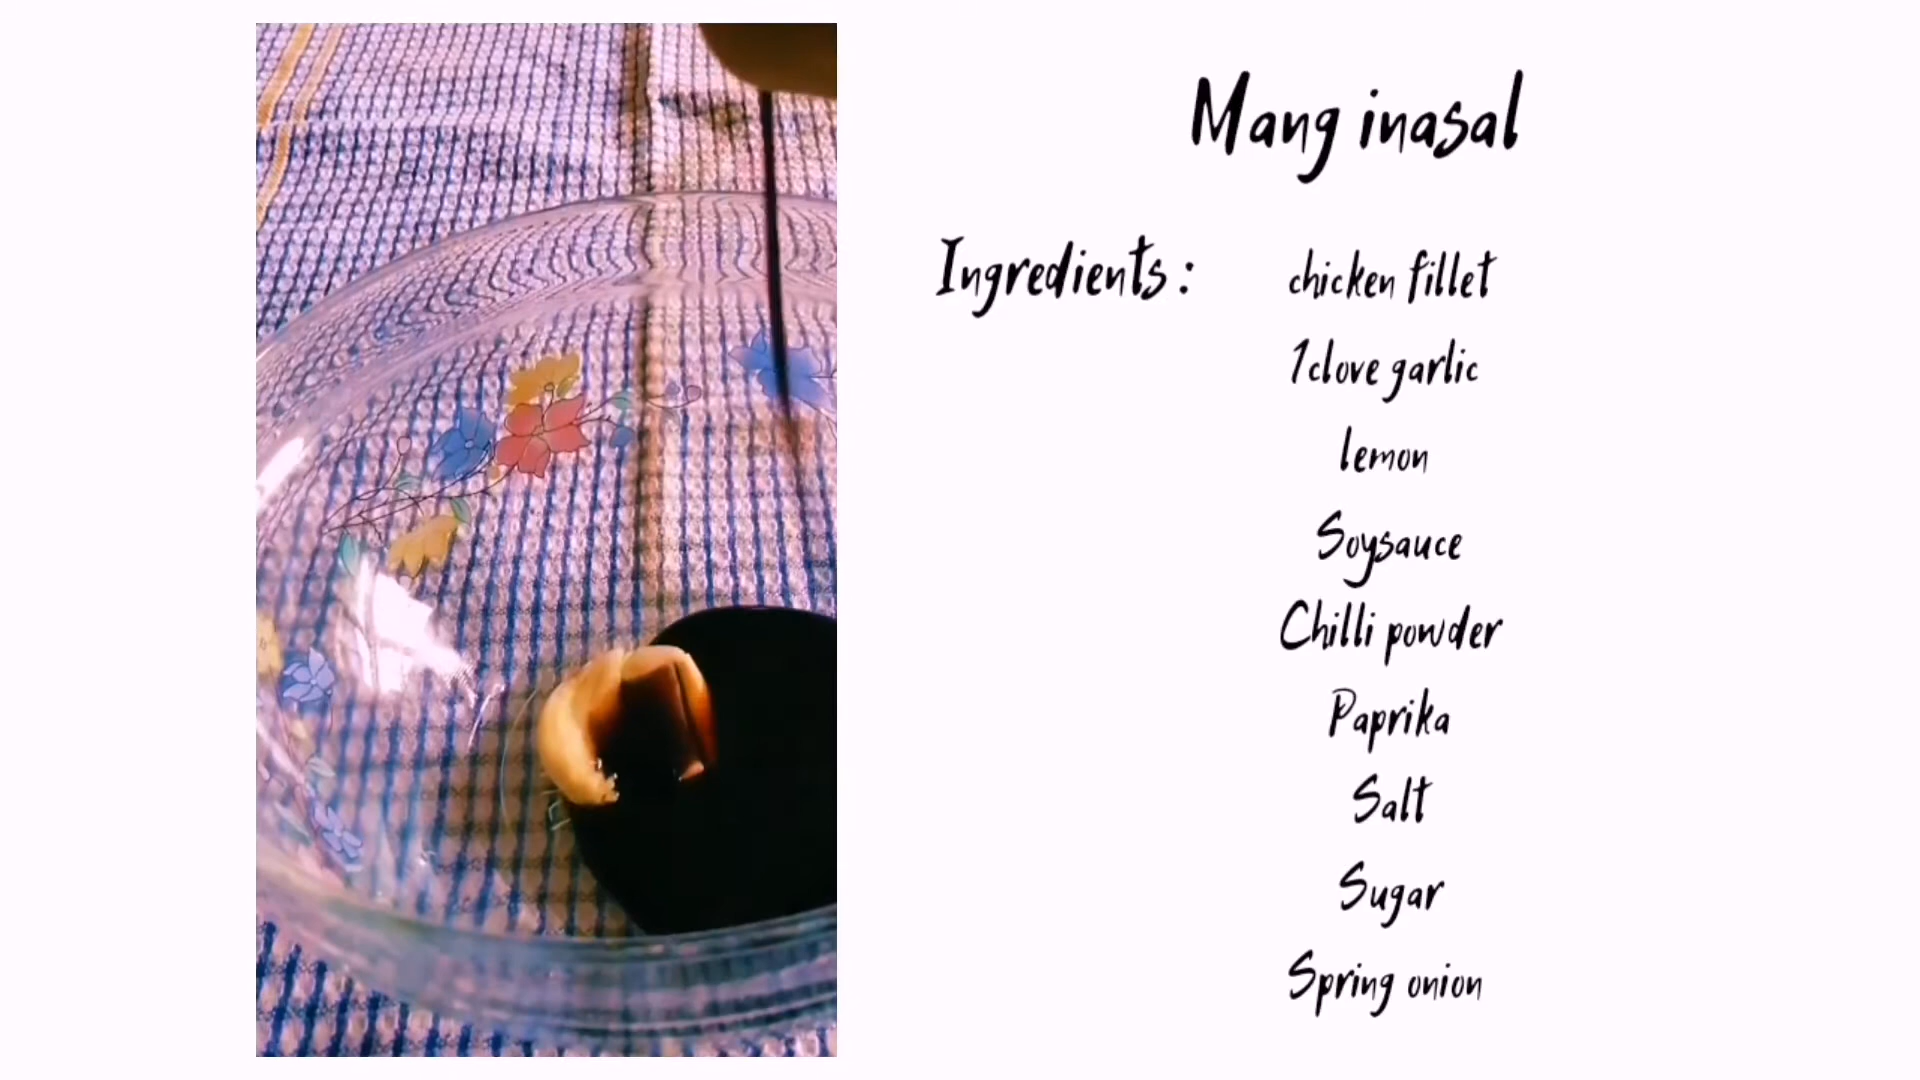 Mang inasal
Ingredients : chicken fillet
1clove garlic
lemon
Soysauce
Chilli powder
Paprika
Salt
Sugar
Spring onion